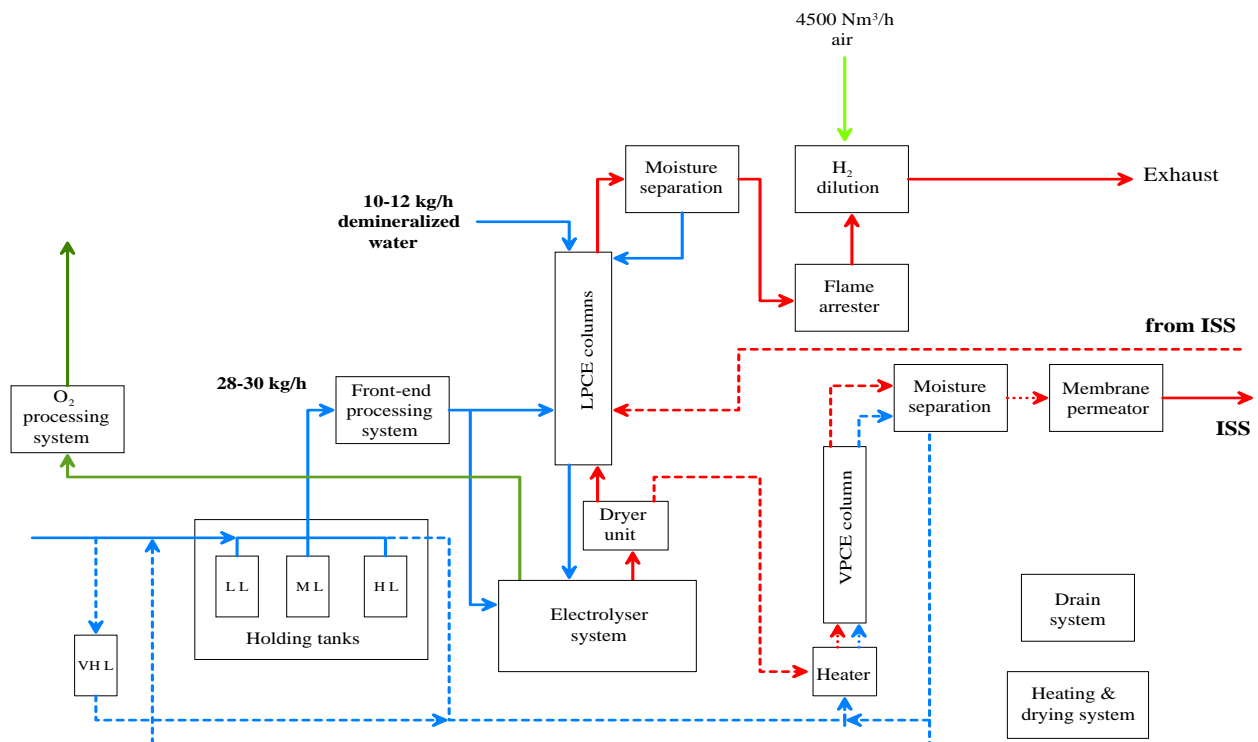 4500 Nm³/h
air
Moisture
separation
H₂
dilution
Exhaust
10-12 kg/h
demineralized
water
Flame
arrester
LPCE columns
from ISS
28-30 kg/h
Front-end
processing
system
O₂
processing
system
Moisture
separation
Membrane
permeator
ISS
VPCE column
Dryer
unit
L L
M L
H L
Holding tanks
Electrolyser
system
Drain
system
VH L
Heater
Heating &
drying system